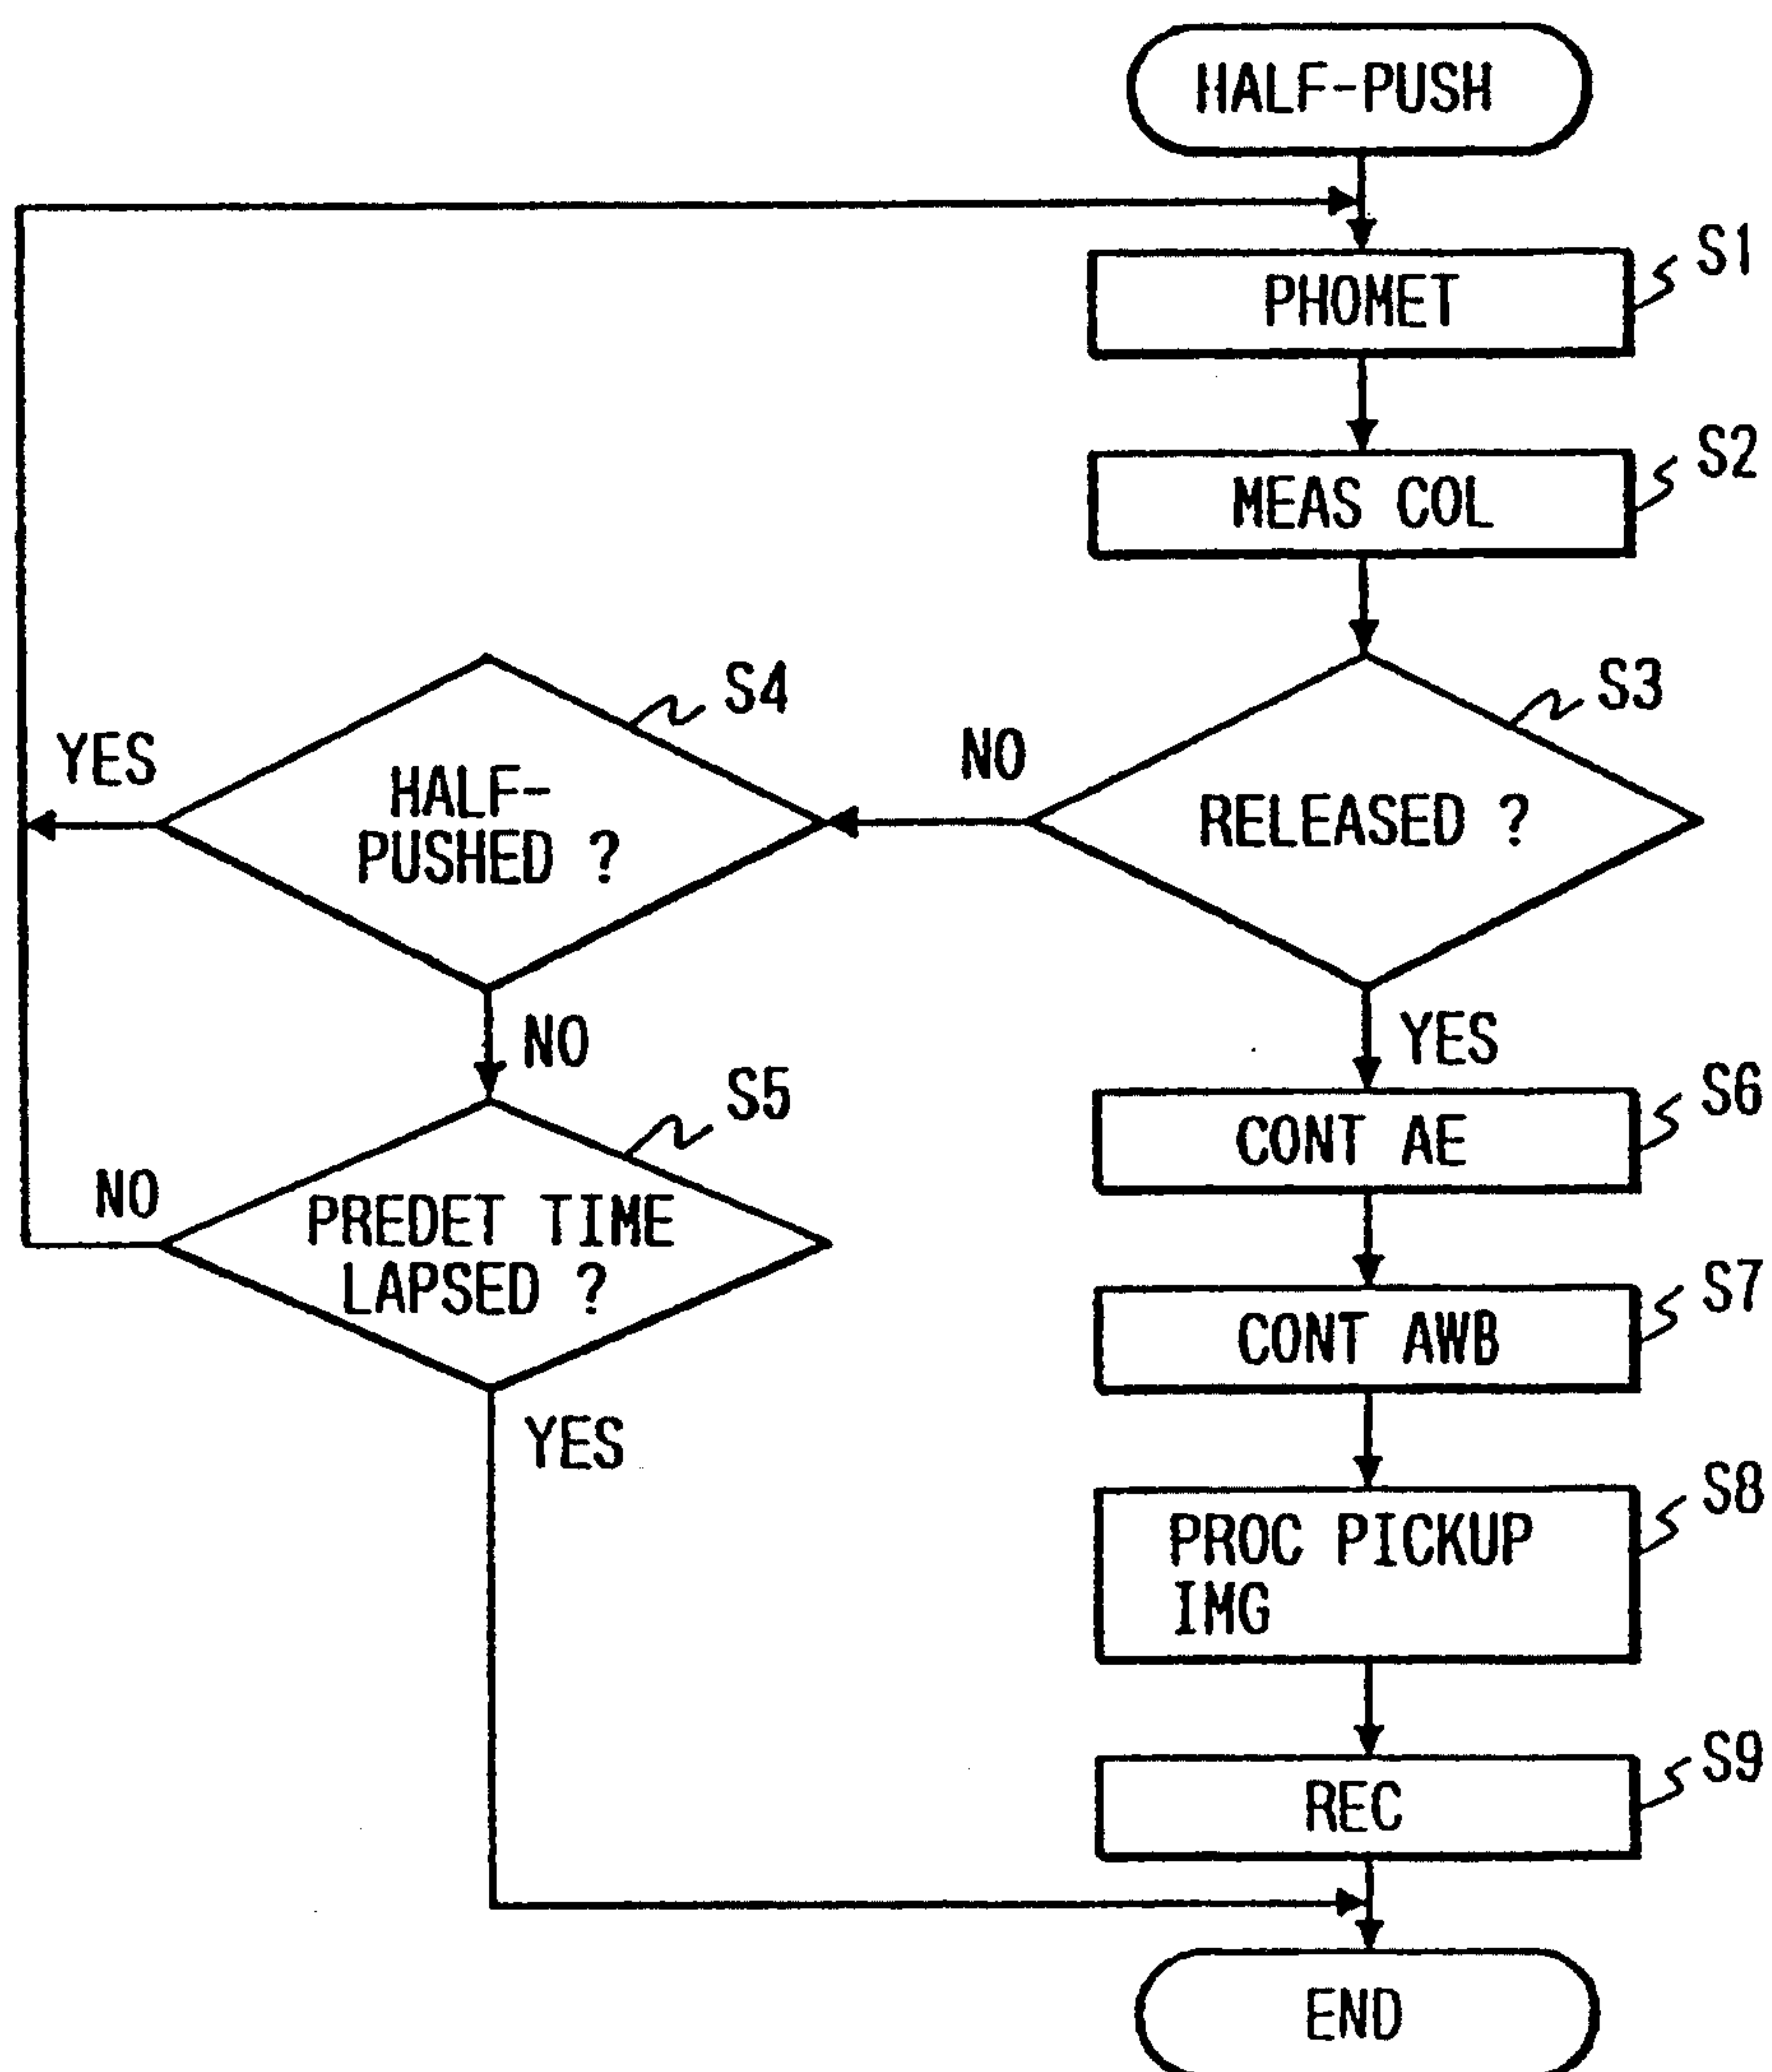 HALF-PUSH
S1
PHOMET
S2
MEAS COL
S3
RELEASED ?
NO
S4
HALF-
PUSHED ?
YES
NO
S5
PREDET TIME
LAPSED ?
NO
YES
YES
S6
CONT AE
S7
CONT AWB
S8
PROC PICKUP
IMG
S9
REC
END